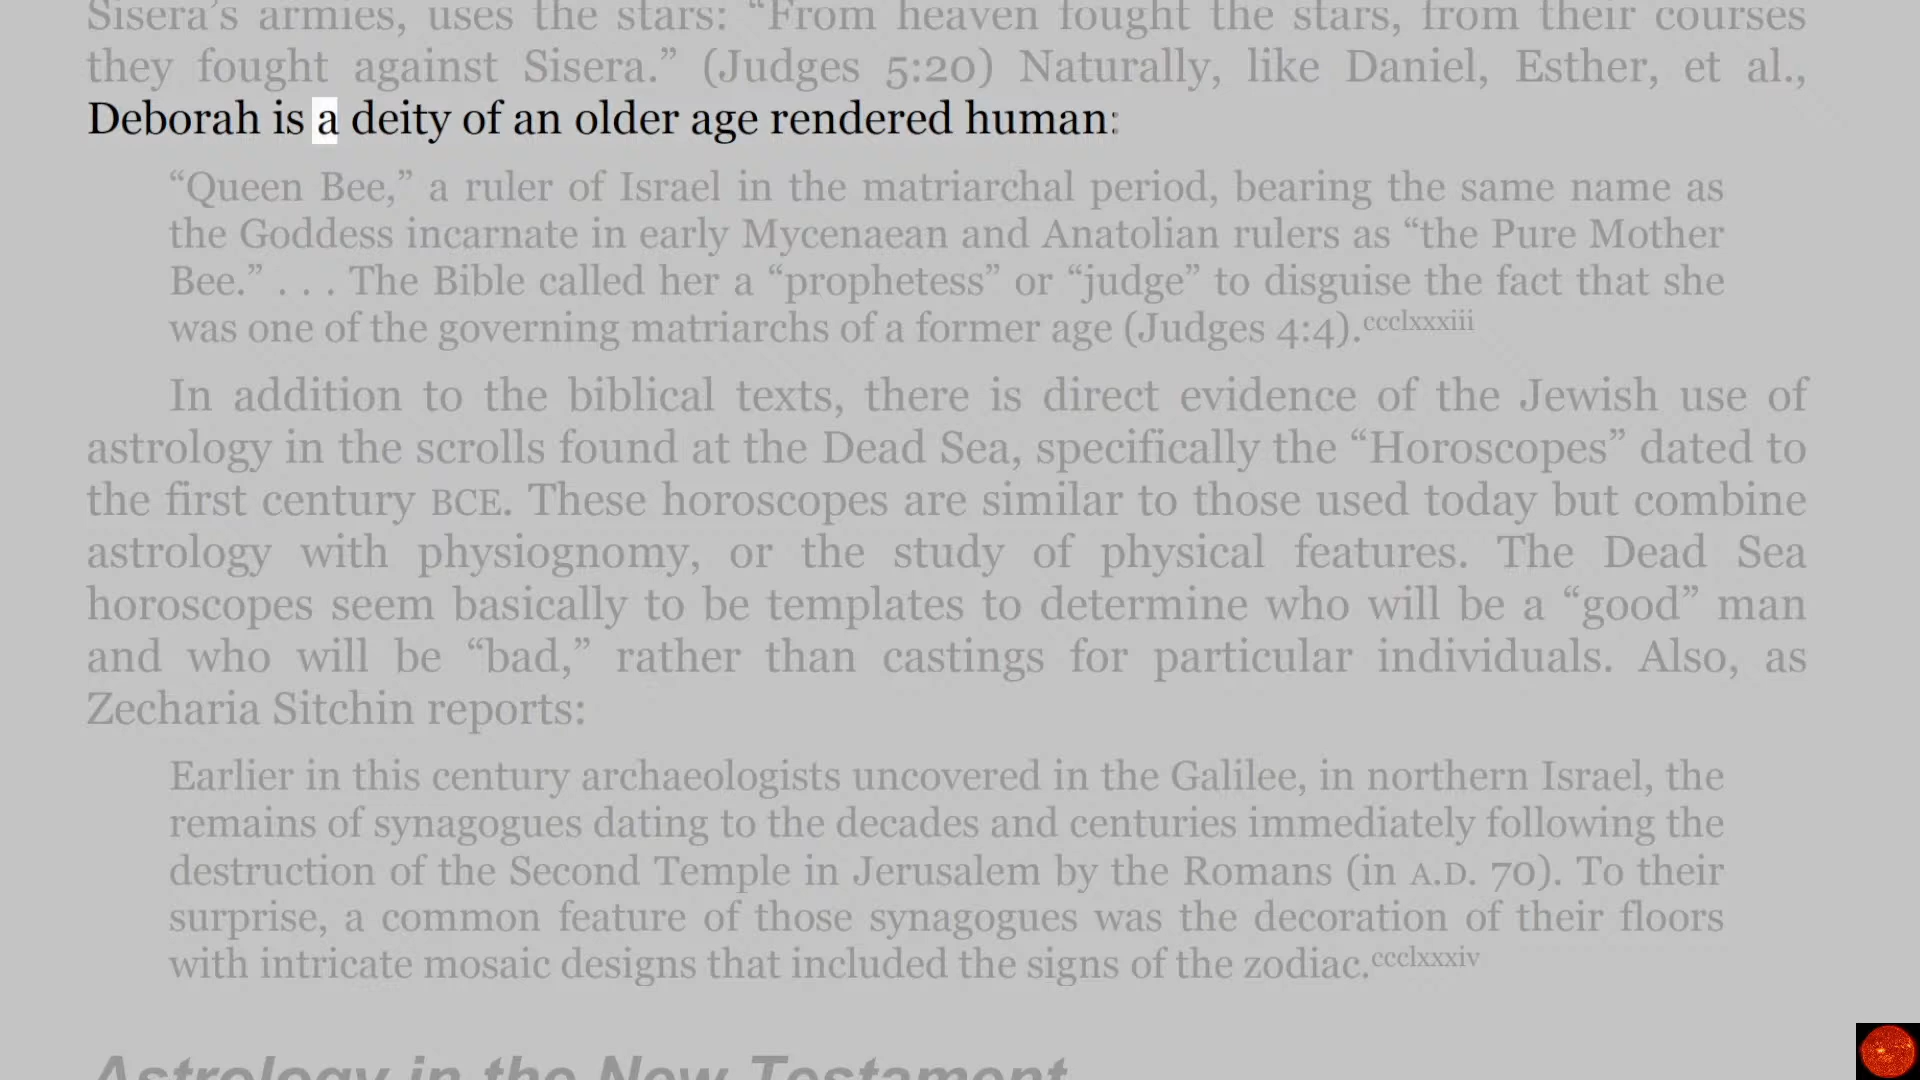 Sisera’s armies, uses the stars: “From heaven fought the stars, from their courses
they fought against Sisera.” (Judges 5:20) Naturally, like Daniel, Esther, et al.,
Deborah is a deity of an older age rendered human:
“Queen Bee,” a ruler of Israel in the matriarchal period, bearing the same name as
the Goddess incarnate in early Mycenaean and Anatolian rulers as “the Pure Mother
Bee.” . . . The Bible called her a “prophetess” or “judge” to disguise the fact that she
was one of the governing matriarchs of a former age (Judges 4:4).ccclxxxiii
In addition to the biblical texts, there is direct evidence of the Jewish use of
astrology in the scrolls found at the Dead Sea, specifically the “Horoscopes” dated to
the first century BCE. These horoscopes are similar to those used today but combine
astrology with physiognomy, or the study of physical features. The Dead Sea
horoscopes seem basically to be templates to determine who will be a “good” man
and who will be “bad,” rather than castings for particular individuals. Also, as
Zecharia Sitchin reports:
Earlier in this century archaeologists uncovered in the Galilee, in northern Israel, the
remains of synagogues dating to the decades and centuries immediately following the
destruction of the Second Temple in Jerusalem by the Romans (in A.D. 70). To their
surprise, a common feature of those synagogues was the decoration of their floors
with intricate mosaic designs that included the signs of the zodiac.ccclxxxiv
Astrology in the New Testament